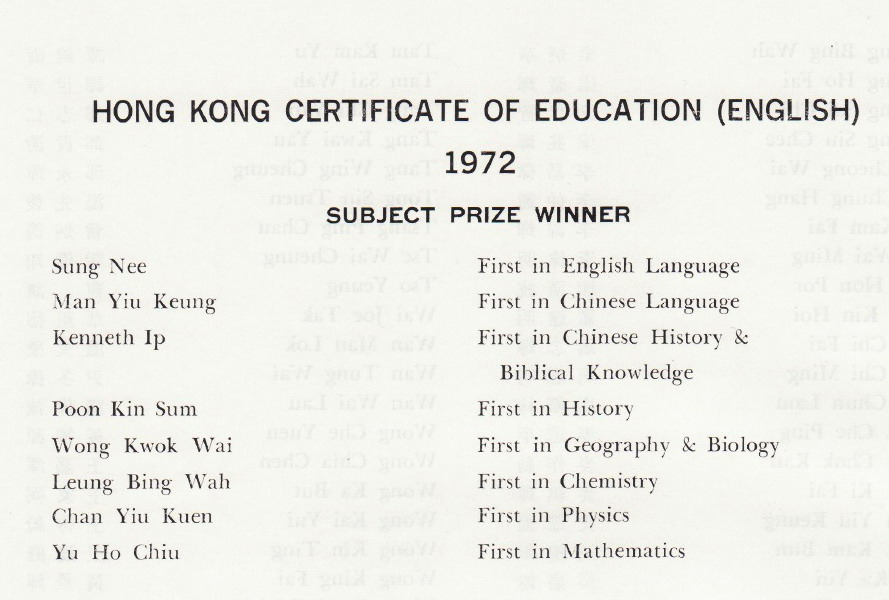 HONG KONG CERTIFICATE OF EDUCATION (ENGLISH)
1972
SUBJECT PRIZE WINNER
Sung Nee First in English Language
Man Yiu Keung First in Chinese Language
Kenneth Ip First in Chinese History &
Biblical Knowledge
Poon Kin Sum First in History
Wong Kwok Wai First in Geography & Biology
Leung Bing Wah First in Chemistry
Chan Yiu Kuen First in Physics
Yu Ho Chiu First in Mathematics